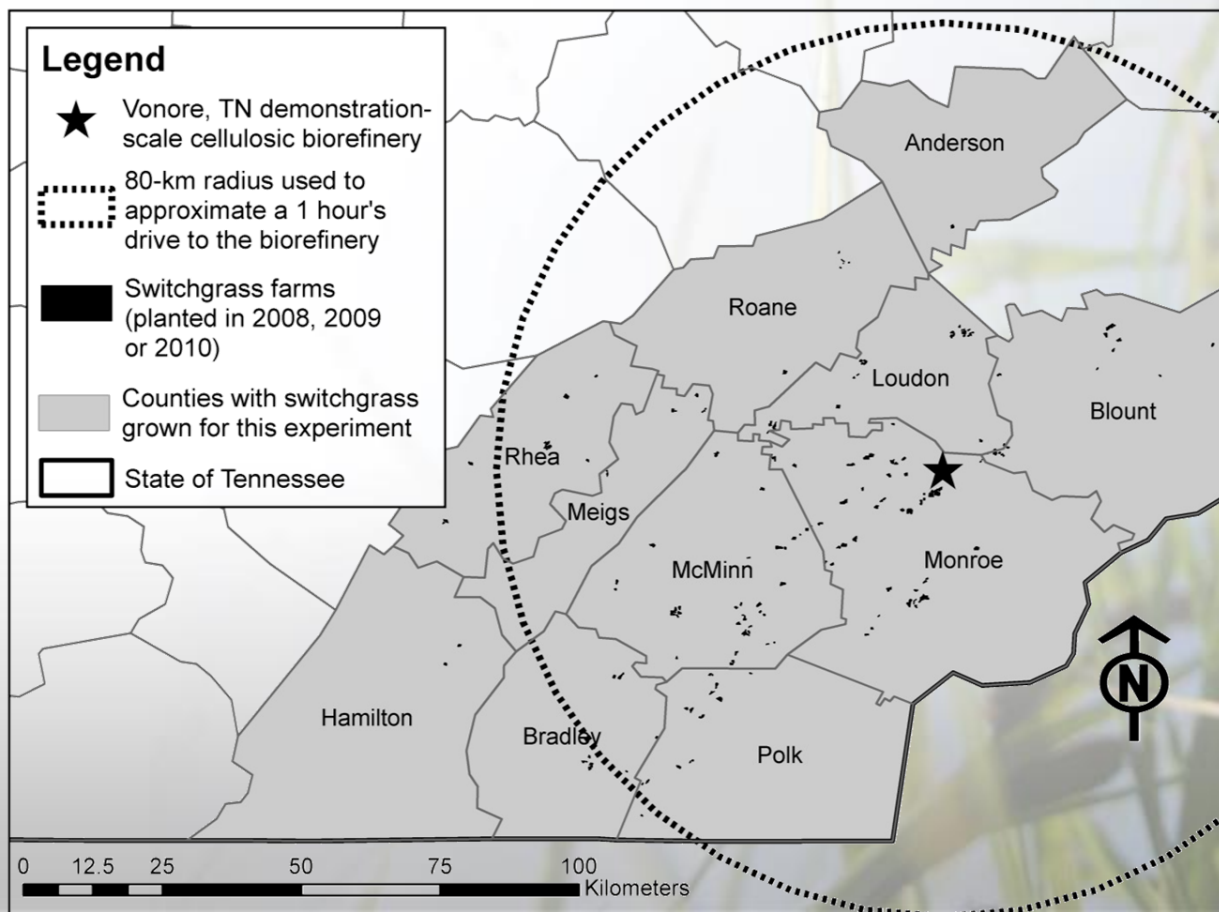 Legend
Vonore, TN demonstration-
scale cellulosic biorefinery
80-km radius used to
approximate a 1 hour's
drive to the biorefinery
Switchgrass farms
(planted in 2008, 2009
or 2010)
Counties with switchgrass
grown for this experiment
State of Tennessee
Anderson
Roane
Loudon
Blount
Rhea
Meigs
McMinn
Monroe
Hamilton
Bradley
Polk
N
0 12.5 25 50 75 100
Kilometers